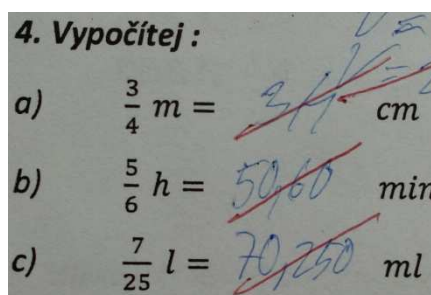 4. Vypočítej :
a) 3/4 m = 3,4 cm
b) 5/6 h = 50,60 min
c) 7/25 l = 70,250 ml